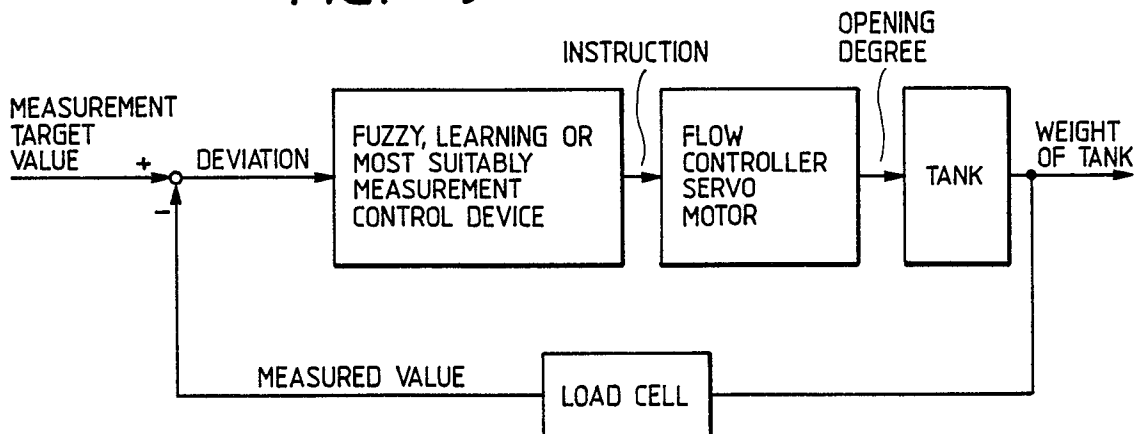 INSTRUCTION
OPENING
DEGREE
MEASUREMENT
TARGET
VALUE
+
−
DEVIATION
FUZZY, LEARNING OR
MOST SUITABLY
MEASUREMENT
CONTROL DEVICE
FLOW
CONTROLLER
SERVO
MOTOR
TANK
WEIGHT
OF TANK
MEASURED VALUE
LOAD CELL